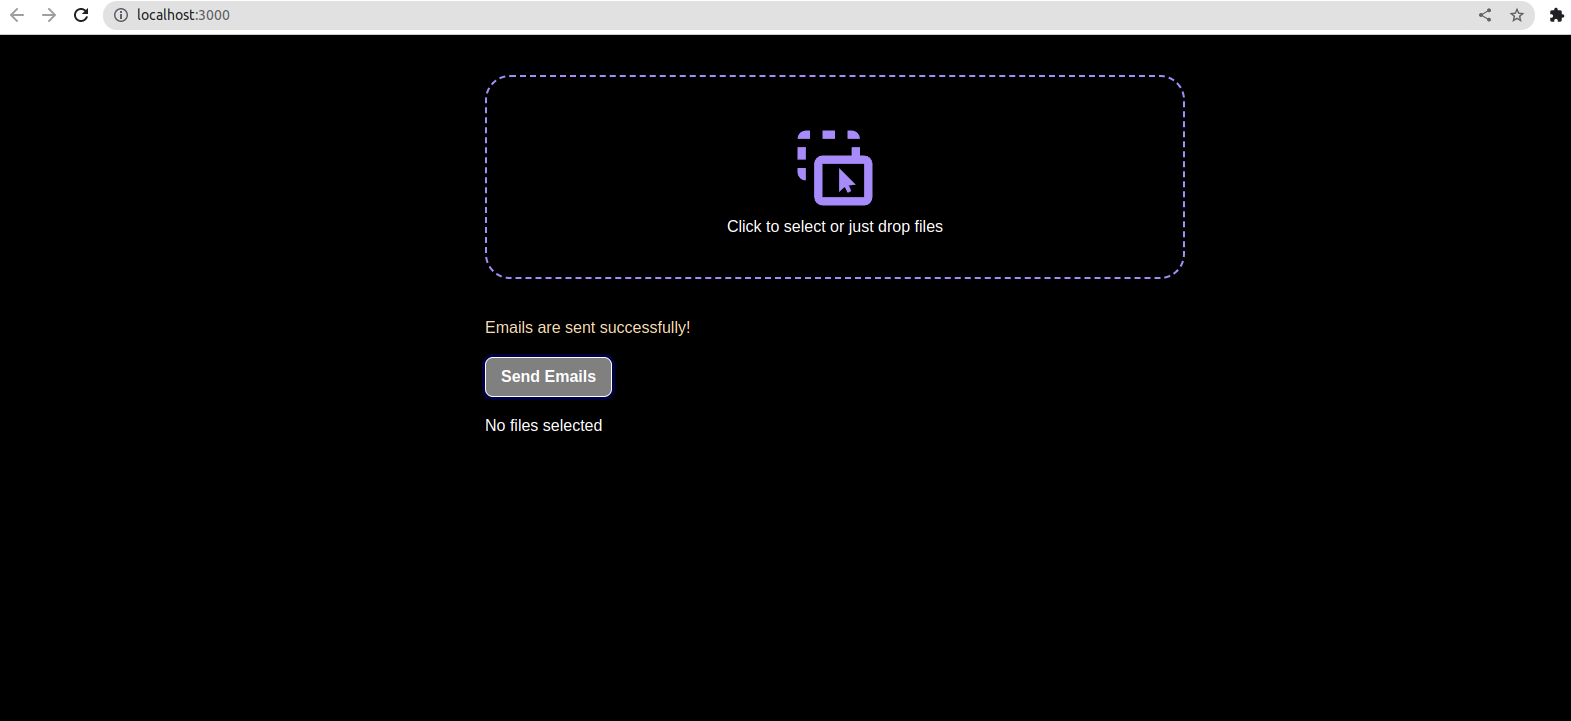 localhost:3000
Click to select or just drop files
Emails are sent successfully!
Send Emails
No files selected